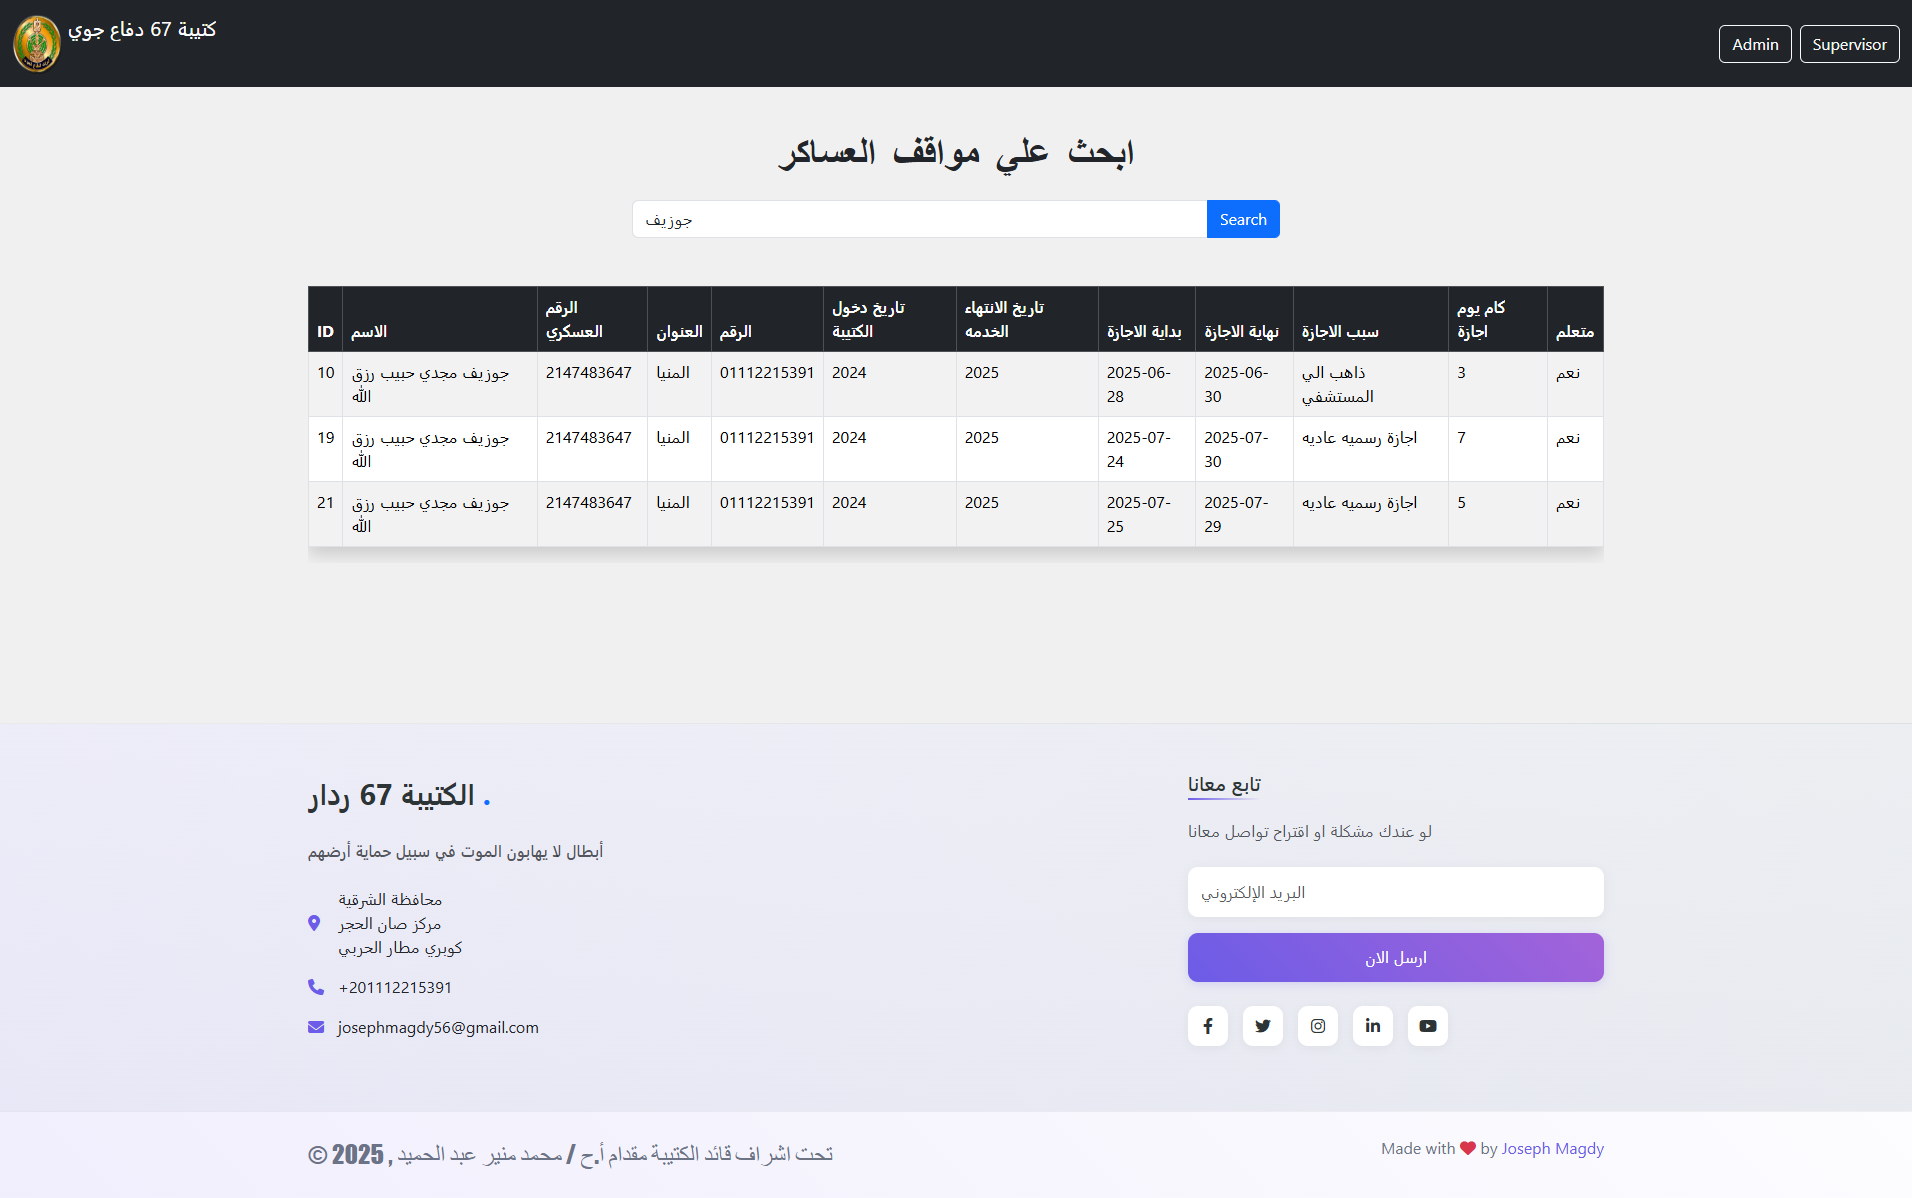 كتيبة 67 دفاع جوي
Admin
Supervisor
ابحث علي مواقف العساكر
جوزيف
Search
ID الاسم الرقم العسكري العنوان الرقم تاريخ دخول الكتيبة تاريخ الانتهاء الخدمه بداية الاجازة نهاية الاجازة سبب الاجازة كام يوم اجازة متعلم
10 جوزيف مجدي حبيب رزق الله 2147483647 المنيا 01112215391 2024 2025 2025-06-28 2025-06-30 ذاهب الي المستشفي 3 نعم
19 جوزيف مجدي حبيب رزق الله 2147483647 المنيا 01112215391 2024 2025 2025-07-24 2025-07-30 اجازة رسميه عاديه 7 نعم
21 جوزيف مجدي حبيب رزق الله 2147483647 المنيا 01112215391 2024 2025 2025-07-25 2025-07-29 اجازة رسميه عاديه 5 نعم
الكتيبة 67 ردار .
أبطال لا يهابون الموت في سبيل حماية أرضهم
محافظة الشرقية
مركز صان الحجر
كوبري مطار الحربي
+201112215391
josephmagdy56@gmail.com
تابع معانا
لو عندك مشكلة او اقتراح تواصل معانا
البريد الإلكتروني
ارسل الان
© 2025 , تحت اشراف قائد الكتيبة مقدام أ.ح / محمد منير عبد الحميد
Made with ❤ by Joseph Magdy